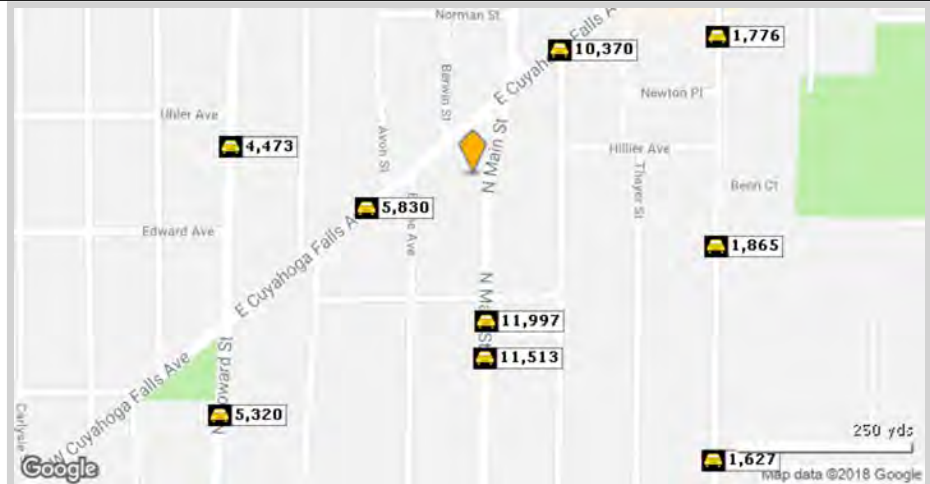 Norman St
E Cuyahoga Falls A
10,370
1,776
Newton Pl
Uhler Ave
Berwin St
Avon St
N Main St
Hillier Ave
Thayer St
4,473
Benn Ct
5,830
e Ave
Edward Ave
E Cuyahoga Falls A
1,865
N Ma
St
11,997
11,513
W Cuyahoga Falls Ave
N
oward St
5,320
Carlysle
250 yds
1,627
Google
Map data ©2018 Google